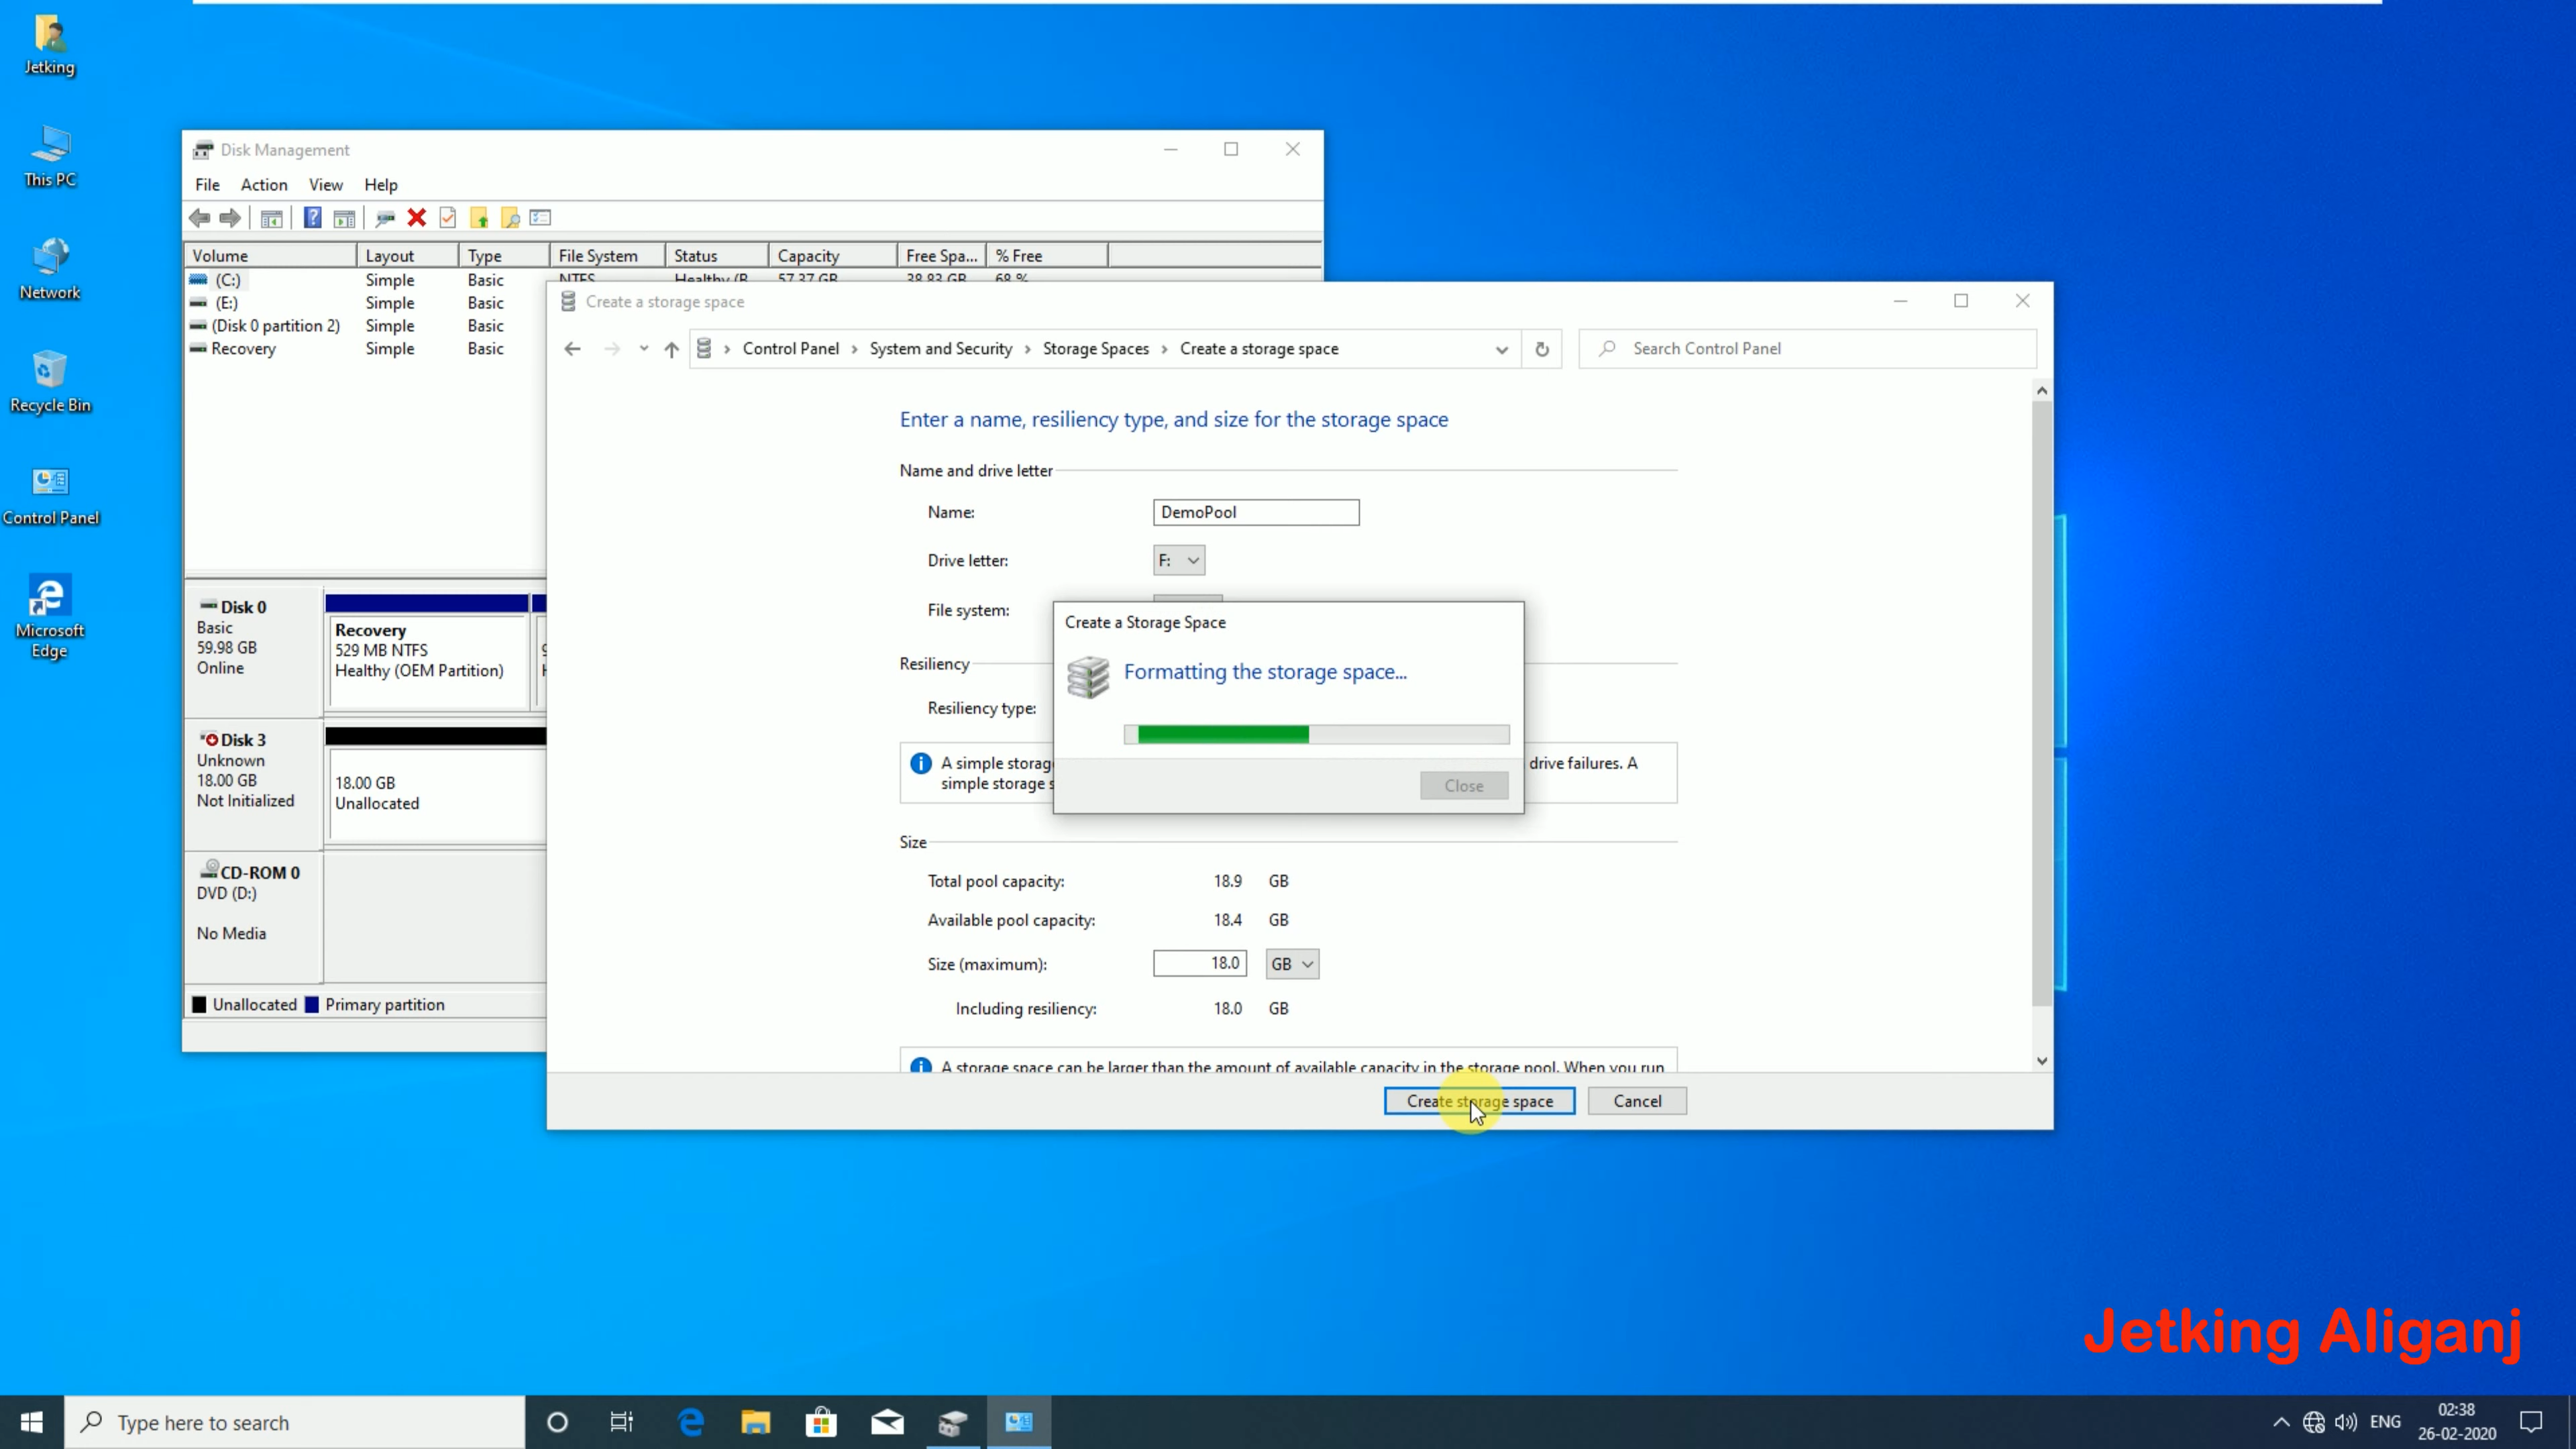 Jetking
This PC
Network
Recycle Bin
Control Panel
Microsoft
Edge
Disk Management
File Action View Help
Volume Layout Type File System Status Capacity Free Spa... % Free
(C:) Simple Basic NTFS Healthy (B 57.37 GB 38.83 GB 68 %
(E:) Simple Basic
(Disk 0 partition 2) Simple Basic
Recovery Simple Basic
Disk 0
Basic
59.98 GB
Online
Recovery
529 MB NTFS
Healthy (OEM Partition)
Disk 3
Unknown
18.00 GB
Not Initialized
18.00 GB
Unallocated
CD-ROM 0
DVD (D:)
No Media
Unallocated Primary partition
Create a storage space
Control Panel › System and Security › Storage Spaces › Create a storage space
Search Control Panel
Enter a name, resiliency type, and size for the storage space
Name and drive letter
Name: DemoPool
Drive letter: F:
File system:
Resiliency
Resiliency type:
A simple storag
drive failures. A
simple storage s
Create a Storage Space
Formatting the storage space...
Close
Size
Total pool capacity: 18.9 GB
Available pool capacity: 18.4 GB
Size (maximum): 18.0 GB
Including resiliency: 18.0 GB
A storage space can be larger than the amount of available capacity in the storage pool. When you run
Create storage space Cancel
Jetking Aliganj
Type here to search
ENG
02:38
26-02-2020